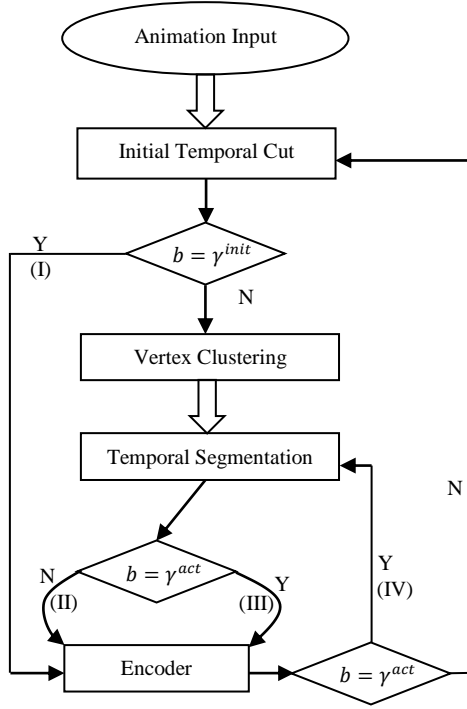 Animation Input
Initial Temporal Cut
Y
(I)
b = γ^init
N
Vertex Clustering
Temporal Segmentation
N
N
(II)
b = γ^act
Y
(III)
Y
(IV)
Encoder
b = γ^act